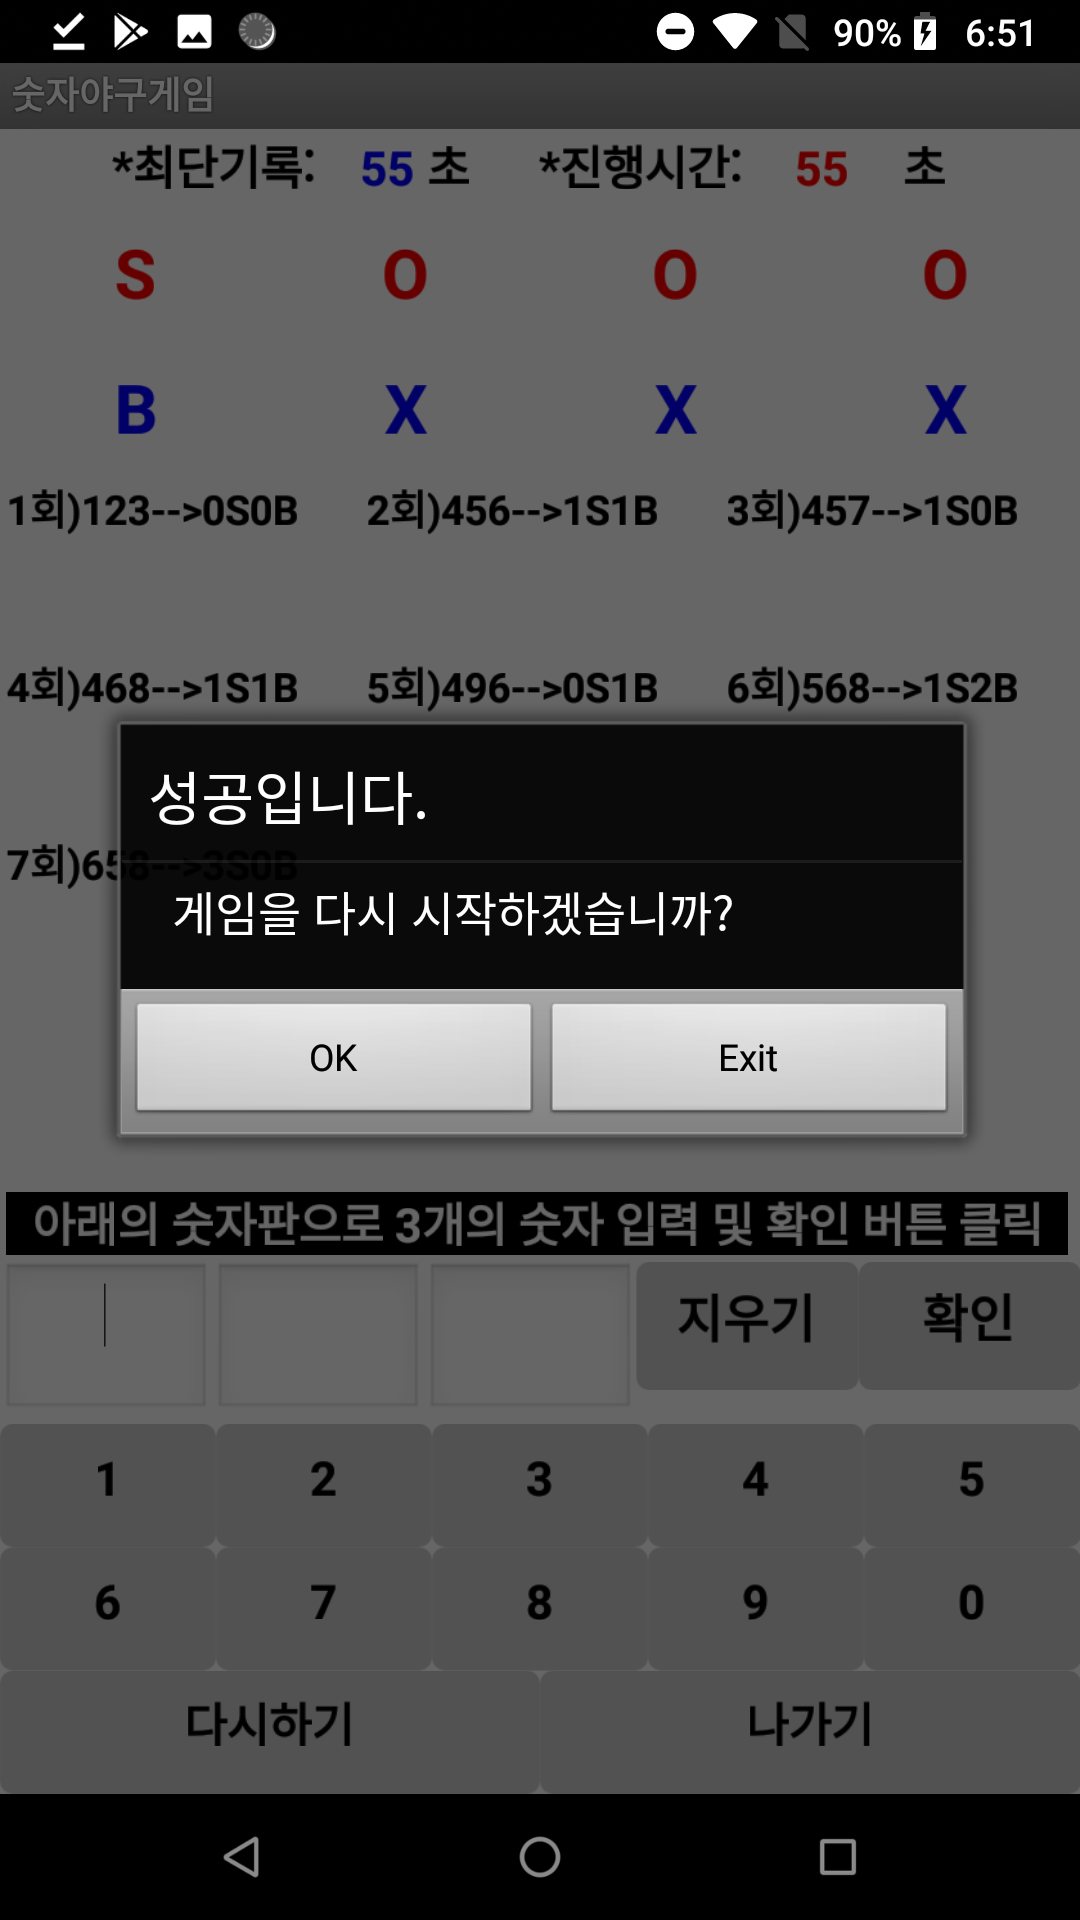 90% 6:51
숫자야구게임
*최단기록: 55 초 *진행시간: 55 초
S O O O
B X X X
1회)123-->0S0B 2회)456-->1S1B 3회)457-->1S0B
4회)468-->1S1B 5회)496-->0S1B 6회)568-->1S2B
성공입니다.
7회)658-->3S0B
게임을 다시 시작하겠습니까?
OK Exit
아래의 숫자판으로 3개의 숫자 입력 및 확인 버튼 클릭
지우기 확인
1 2 3 4 5
6 7 8 9 0
다시하기 나가기